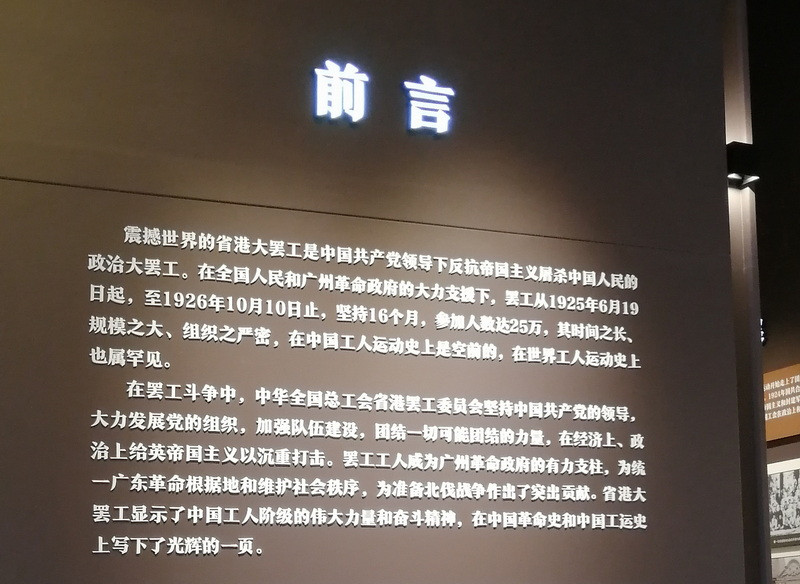 前言
震撼世界的省港大罢工是中国共产党领导下反抗帝国主义屠杀中国人民的
政治大罢工。在全国人民和广州革命政府的大力支援下，罢工从1925年6月19
日起，至1926年10月10日止，坚持16个月，参加人数达25万，其时间之长、
规模之大、组织之严密，在中国工人运动史上是空前的，在世界工人运动史上
也属罕见。
在罢工斗争中，中华全国总工会省港罢工委员会坚持中国共产党的领导，
大力发展党的组织，加强队伍建设，团结一切可能团结的力量，在经济上、政
治上给英帝国主义以沉重打击。罢工工人成为广州革命政府的有力支柱，为统
一广东革命根据地和维护社会秩序，为准备北伐战争作出了突出贡献。省港大
罢工显示了中国工人阶级的伟大力量和奋斗精神，在中国革命史和中国工运史
上写下了光辉的一页。